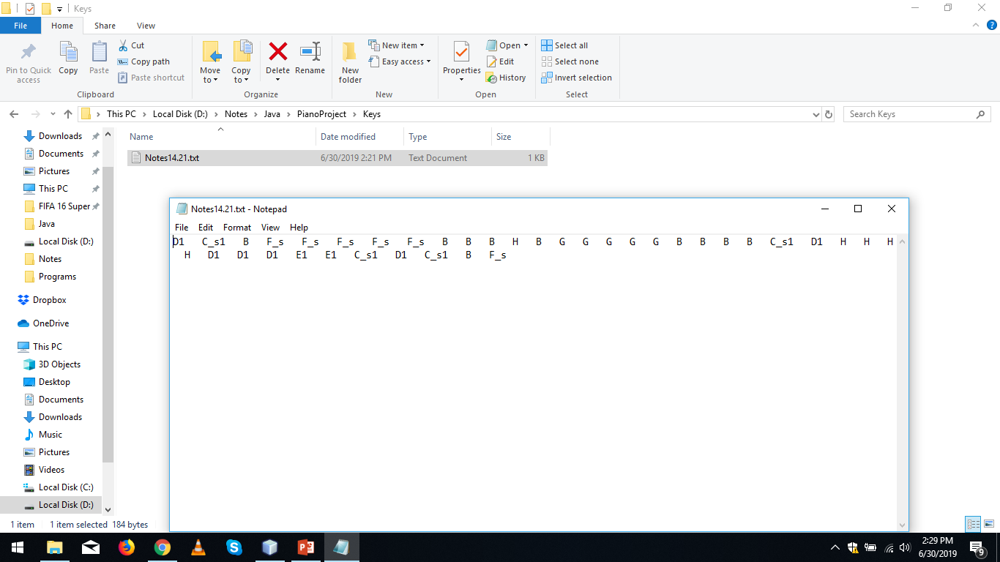 Keys
File Home Share View
Pin to Quick access
Copy
Paste
Cut
Copy path
Paste shortcut
Clipboard
Move to
Copy to
Delete
Rename
Organize
New folder
New item
Easy access
New
Properties
Open
Edit
History
Open
Select all
Select none
Invert selection
Select
This PC › Local Disk (D:) › Notes › Java › PianoProject › Keys
Search Keys
Name Date modified Type Size
Notes14.21.txt 6/30/2019 2:21 PM Text Document 1 KB
Downloads
Documents
Pictures
This PC
FIFA 16 Super
Java
Local Disk (D:)
Notes
Programs
Dropbox
OneDrive
This PC
3D Objects
Desktop
Documents
Downloads
Music
Pictures
Videos
Local Disk (C:)
Local Disk (D:)
Notes14.21.txt - Notepad
File Edit Format View Help
D1 C_s1 B F_s F_s F_s F_s F_s B B B H B G G G G G B B B B C_s1 D1 H H H
H D1 D1 D1 E1 E1 C_s1 D1 C_s1 B F_s
1 item 1 item selected 184 bytes
2:29 PM
6/30/2019
9